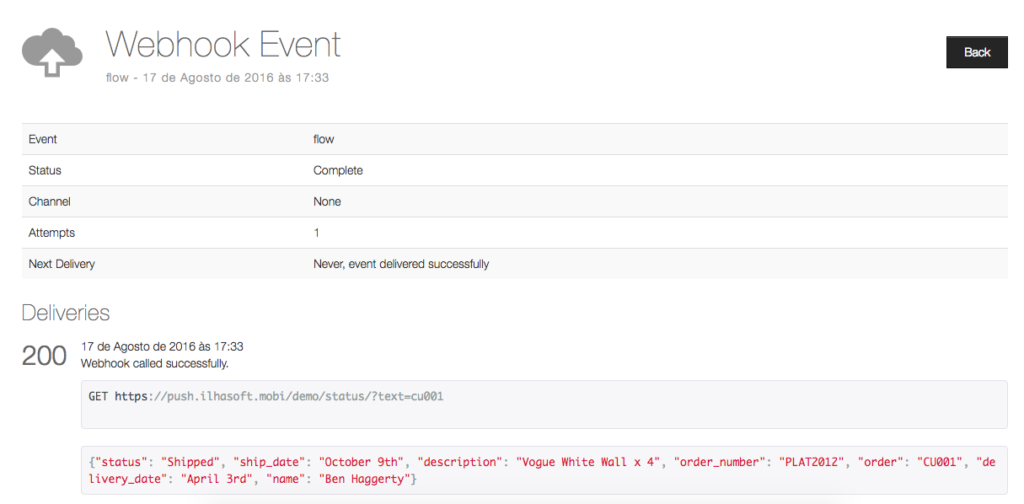 Webhook Event
flow - 17 de Agosto de 2016 às 17:33
Back
Event flow
Status Complete
Channel None
Attempts 1
Next Delivery Never, event delivered successfully
Deliveries
200 17 de Agosto de 2016 às 17:33
Webhook called successfully.
GET https://push.ilhasoft.mobi/demo/status/?text=cu001
{"status": "Shipped", "ship_date": "October 9th", "description": "Vogue White Wall x 4", "order_number": "PLAT2012", "order": "CU001", "de
livery_date": "April 3rd", "name": "Ben Haggerty"}